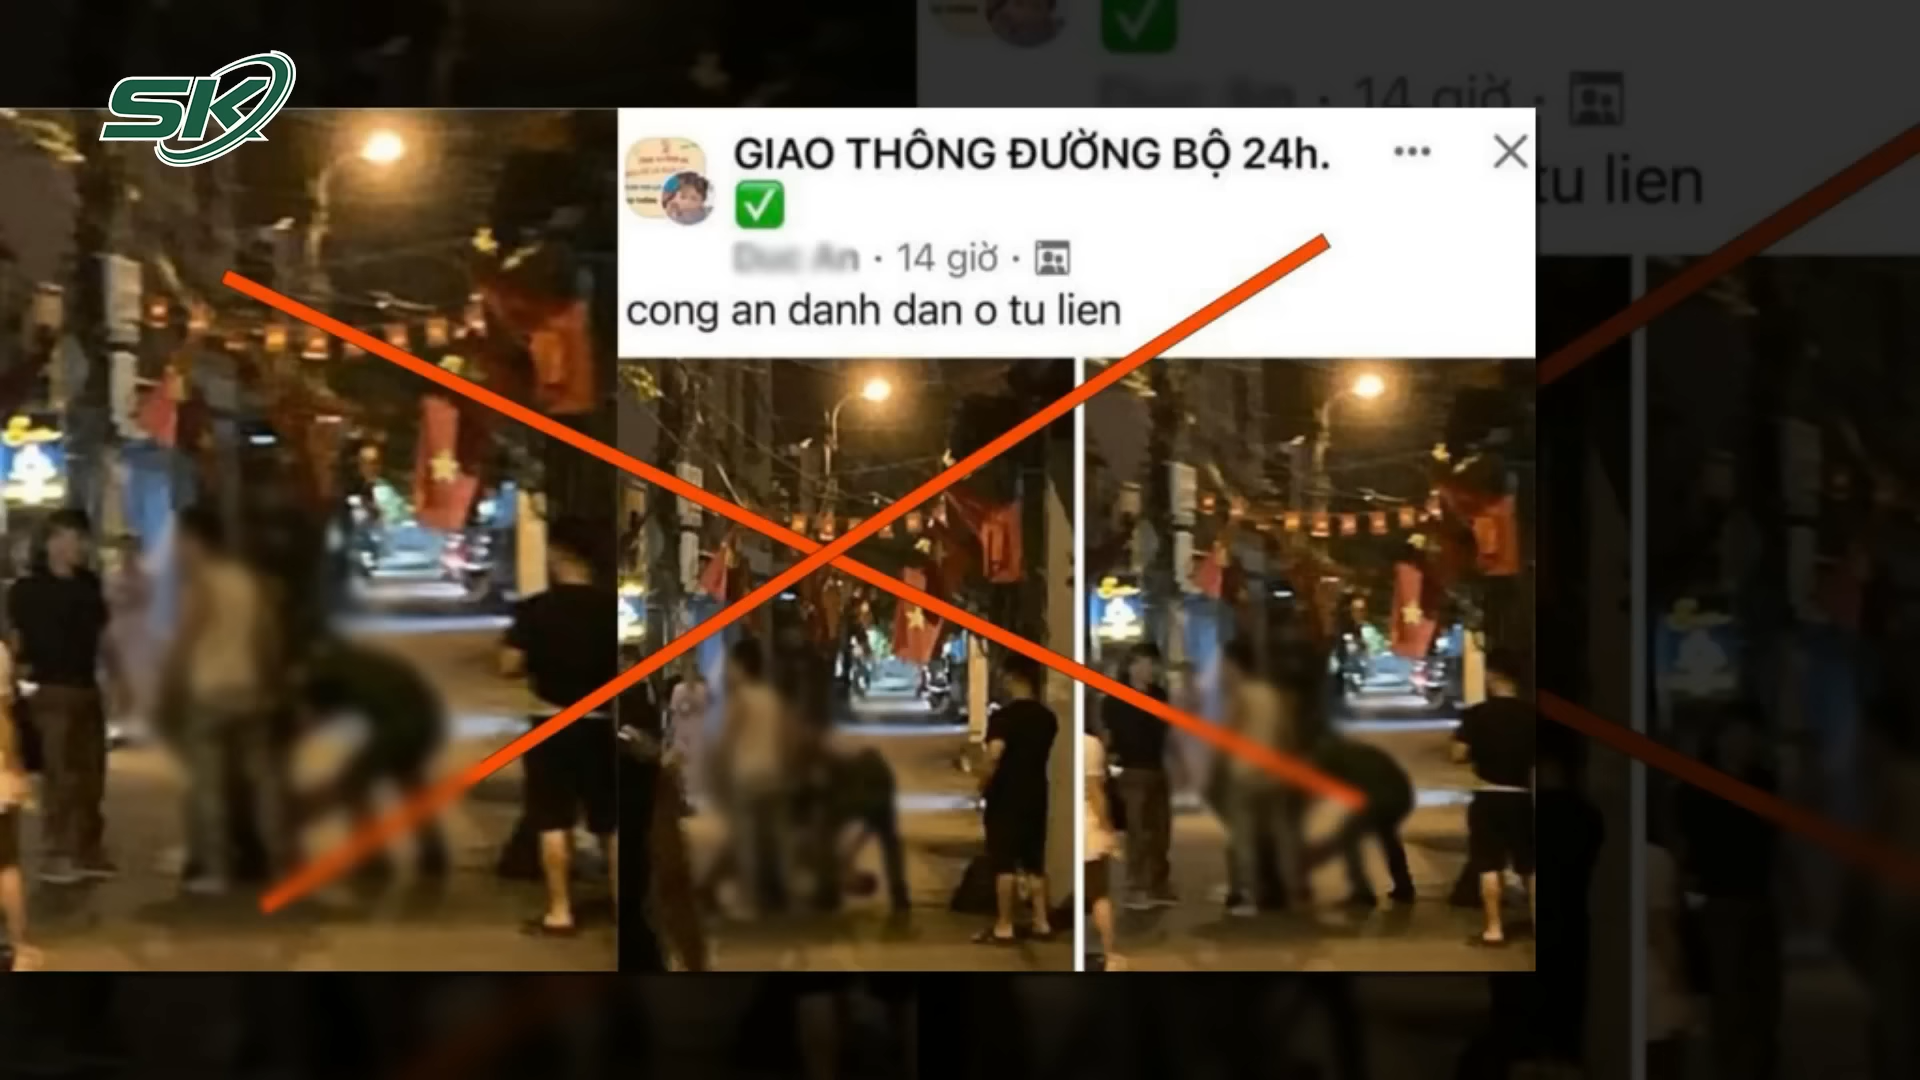 SK
14 giờ ·
tu lien
GIAO THÔNG ĐƯỜNG BỘ 24h.
· 14 giờ ·
cong an danh dan o tu lien